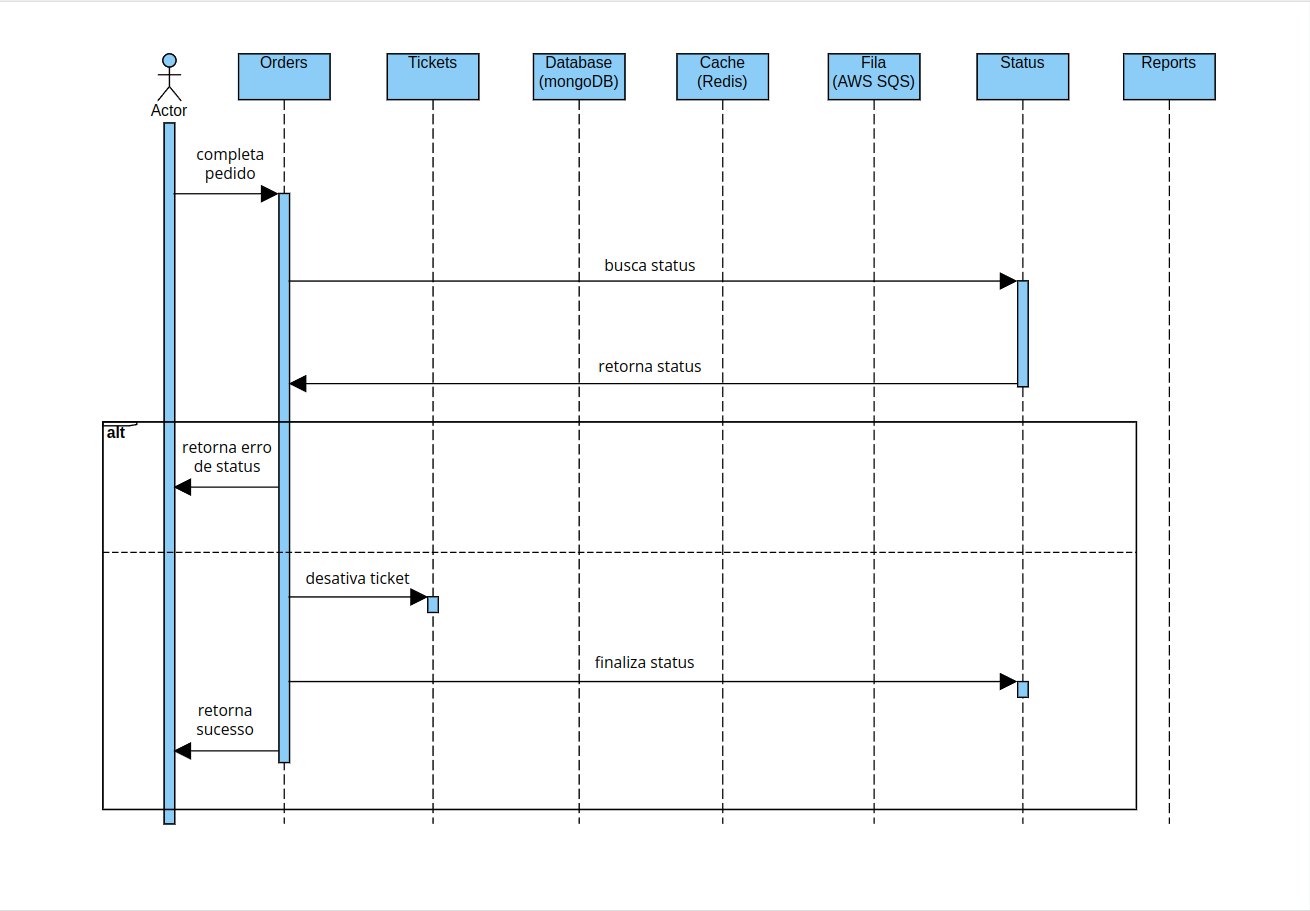 Orders
Tickets
Database
(mongoDB)
Cache
(Redis)
Fila
(AWS SQS)
Status
Reports
Actor
completa
pedido
busca status
retorna status
alt
retorna erro
de status
desativa ticket
finaliza status
retorna
sucesso